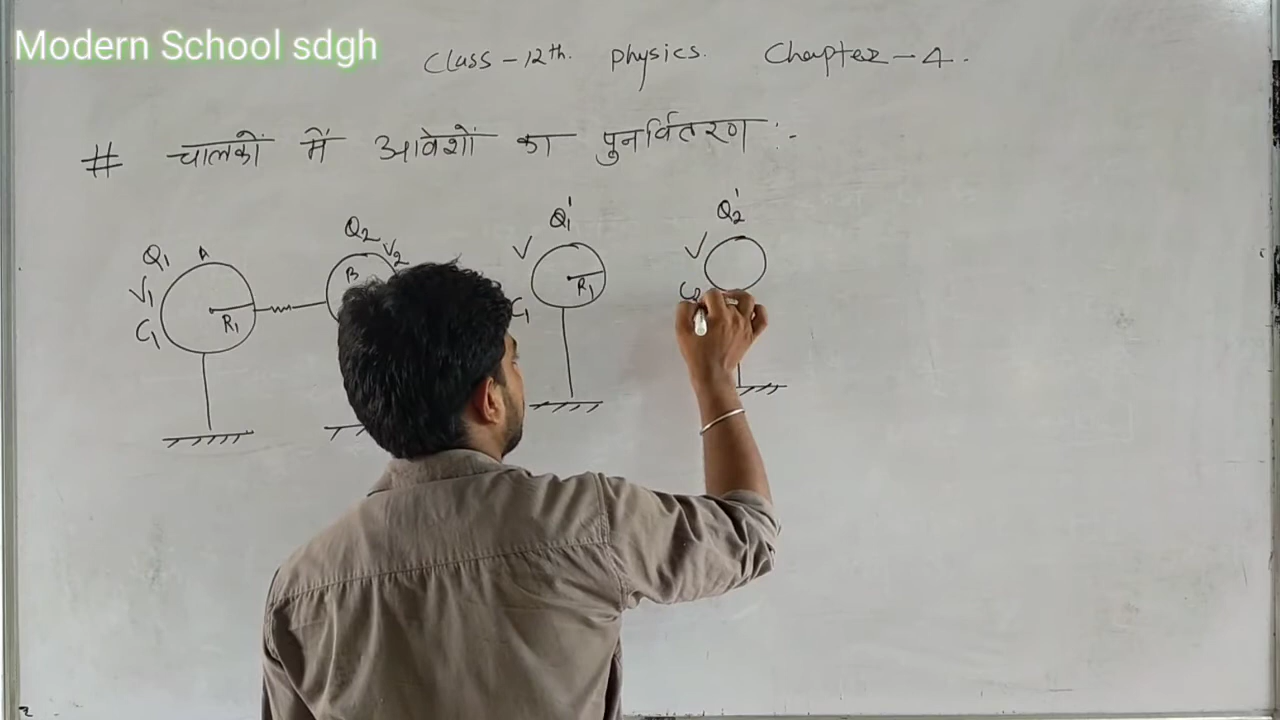 Modern School sdgh
Class - 12th. Physics. Chapter - 4.
# चालकों में आवेशों का पुनर्वितरण :-
Q1 A
V1
C1
R1
Q2
V2
B
Q1'
V
C1
R1
Q2'
V